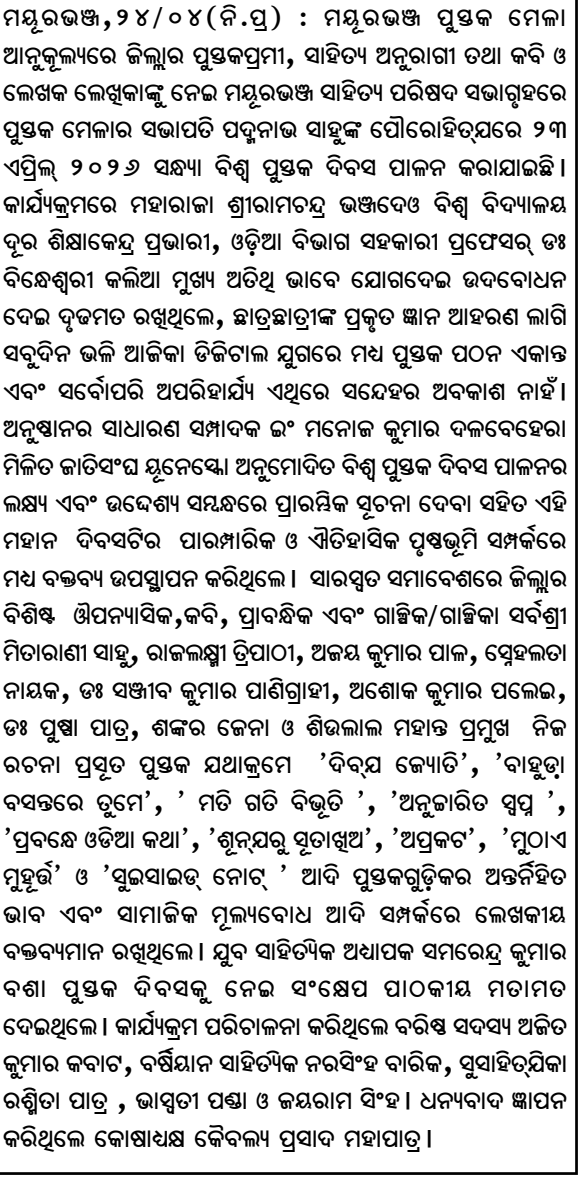 ମୟୂରଭଞ୍ଜ,୨୪/୦୪(ନି.ପ୍ର) : ମୟୂରଭଞ୍ଜ ପୁସ୍ତକ ମେଳା
ଆନୁକୂଲ୍ୟରେ ଜିଲ୍ଲାର ପୁସ୍ତକପ୍ରମୀ, ସାହିତ୍ୟ ଅନୁରାଗୀ ତଥା କବି ଓ
ଲେଖକ ଲେଖିକାଙ୍କୁ ନେଇ ମୟୂରଭଞ୍ଜ ସାହିତ୍ୟ ପରିଷଦ ସଭାଗୃହରେ
ପୁସ୍ତକ ମେଳାର ସଭାପତି ପଦ୍ମନାଭ ସାହୁଙ୍କ ପୌରୋହିତ୍ଯରେ ୨୩
ଏପ୍ରିଲ୍ ୨୦୨୬ ସନ୍ଧ୍ୟା ବିଶ୍ୱ ପୁସ୍ତକ ଦିବସ ପାଳନ କରାଯାଇଛି।
କାର୍ଯ୍ୟକ୍ରମରେ ମହାରାଜା ଶ୍ରୀରାମଚନ୍ଦ୍ର ଭଞ୍ଜଦେଓ ବିଶ୍ୱ ବିଦ୍ୟାଳୟ
ଦୂର ଶିକ୍ଷାକେନ୍ଦ୍ର ପ୍ରଭାରୀ, ଓଡ଼ିଆ ବିଭାଗ ସହକାରୀ ପ୍ରଫେସର୍ ଡଃ
ବିନ୍ଧେଶ୍ୱରୀ କଲିଆ ମୁଖ୍ୟ ଅତିଥି ଭାବେ ଯୋଗଦେଇ ଉଦବୋଧନ
ଦେଇ ଦୃଢମତ ରଖିଥିଲେ, ଛାତ୍ରଛାତ୍ରୀଙ୍କ ପ୍ରକୃତ ଜ୍ଞାନ ଆହରଣ ଲାଗି
ସବୁଦିନ ଭଳି ଆଜିକା ଡିଜିଟାଲ ଯୁଗରେ ମଧ୍ୟ ପୁସ୍ତକ ପଠନ ଏକାନ୍ତ
ଏବଂ ସର୍ବୋପରି ଅପରିହାର୍ଯ୍ୟ ଏଥିରେ ସନ୍ଦେହର ଅବକାଶ ନାହଁ।
ଅନୁଷ୍ଠାନର ସାଧାରଣ ସମ୍ପାଦକ ଇଂ ମନୋଜ କୁମାର ଦଳବେହେରା
ମିଳିତ ଜାତିସଂଘ ୟୁନେସ୍କୋ ଅନୁମୋଦିତ ବିଶ୍ୱ ପୁସ୍ତକ ଦିବସ ପାଳନର
ଲକ୍ଷ୍ୟ ଏବଂ ଉଦ୍ଦେଶ୍ୟ ସମ୍ବନ୍ଧରେ ପ୍ରାରମ୍ଭିକ ସୂଚନା ଦେବା ସହିତ ଏହି
ମହାନ ଦିବସଟିର ପାରମ୍ପାରିକ ଓ ଐତିହାସିକ ପୃଷ୍ଠଭୂମି ସମ୍ପର୍କରେ
ମଧ୍ୟ ବକ୍ତବ୍ୟ ଉପସ୍ଥାପନ କରିଥିଲେ। ସାରସ୍ୱତ ସମାବେଶରେ ଜିଲ୍ଲାର
ବିଶିଷ୍ଟ ଔପନ୍ୟାସିକ,କବି, ପ୍ରାବନ୍ଧିକ ଏବଂ ଗାଳ୍ପିକ/ଗାଳ୍ପିକା ସର୍ବଶ୍ରୀ
ମିତାରାଣୀ ସାହୁ, ରାଜଲକ୍ଷ୍ମୀ ତ୍ରିପାଠୀ, ଅଜୟ କୁମାର ପାଳ, ସ୍ନେହଲତା
ନାୟକ, ଡଃ ସଞ୍ଜୀବ କୁମାର ପାଣିଗ୍ରାହୀ, ଅଶୋକ କୁମାର ପଲେଇ,
ଡଃ ପୁଷ୍ପା ପାତ୍ର, ଶଙ୍କର ଜେନା ଓ ଶିଉଲାଲ ମହାନ୍ତ ପ୍ରମୁଖ ନିଜ
ରଚନା ପ୍ରସୂତ ପୁସ୍ତକ ଯଥାକ୍ରମେ 'ଦିବ୍ଯ ଜ୍ୟୋତି', 'ବାହୁଡ଼ା
ବସନ୍ତରେ ତୁମେ', ' ମତି ଗତି ବିଭୂତି ', 'ଅନୁଚ୍ଚାରିତ ସ୍ୱପ୍ନ ',
'ପ୍ରବନ୍ଧେ ଓଡିଆ କଥା', 'ଶୂନ୍ଯରୁ ସୂତାଖିଅ', 'ଅପ୍ରକଟ', 'ମୁଠାଏ
ମୁହୂର୍ତ୍ତ' ଓ 'ସୁଇସାଇଡ୍ ନୋଟ୍ ' ଆଦି ପୁସ୍ତକଗୁଡ଼ିକର ଅନ୍ତର୍ନିହିତ
ଭାବ ଏବଂ ସାମାଜିକ ମୂଲ୍ୟବୋଧ ଆଦି ସମ୍ପର୍କରେ ଲେଖକୀୟ
ବକ୍ତବ୍ୟମାନ ରଖିଥିଲେ। ଯୁବ ସାହିତ୍ୟିକ ଅଧ୍ୟାପକ ସମରେନ୍ଦ୍ର କୁମାର
ବଶା ପୁସ୍ତକ ଦିବସକୁ ନେଇ ସଂକ୍ଷେପ ପାଠକୀୟ ମତାମତ
ଦେଇଥିଲେ। କାର୍ଯ୍ୟକ୍ରମ ପରିଚାଳନା କରିଥିଲେ ବରିଷ୍ଠ ସଦସ୍ୟ ଅଜିତ
କୁମାର କବାଟ, ବର୍ଷିୟାନ ସାହିତ୍ୟିକ ନରସିଂହ ବାରିକ, ସୁସାହିତ୍ଯିକା
ରଶ୍ମିତା ପାତ୍ର , ଭାସ୍ୱତୀ ପଣ୍ଡା ଓ ଜୟରାମ ସିଂହ। ଧନ୍ୟବାଦ ଜ୍ଞାପନ
କରିଥିଲେ କୋଷାଧ୍ୟକ୍ଷ କୈବଲ୍ୟ ପ୍ରସାଦ ମହାପାତ୍ର।